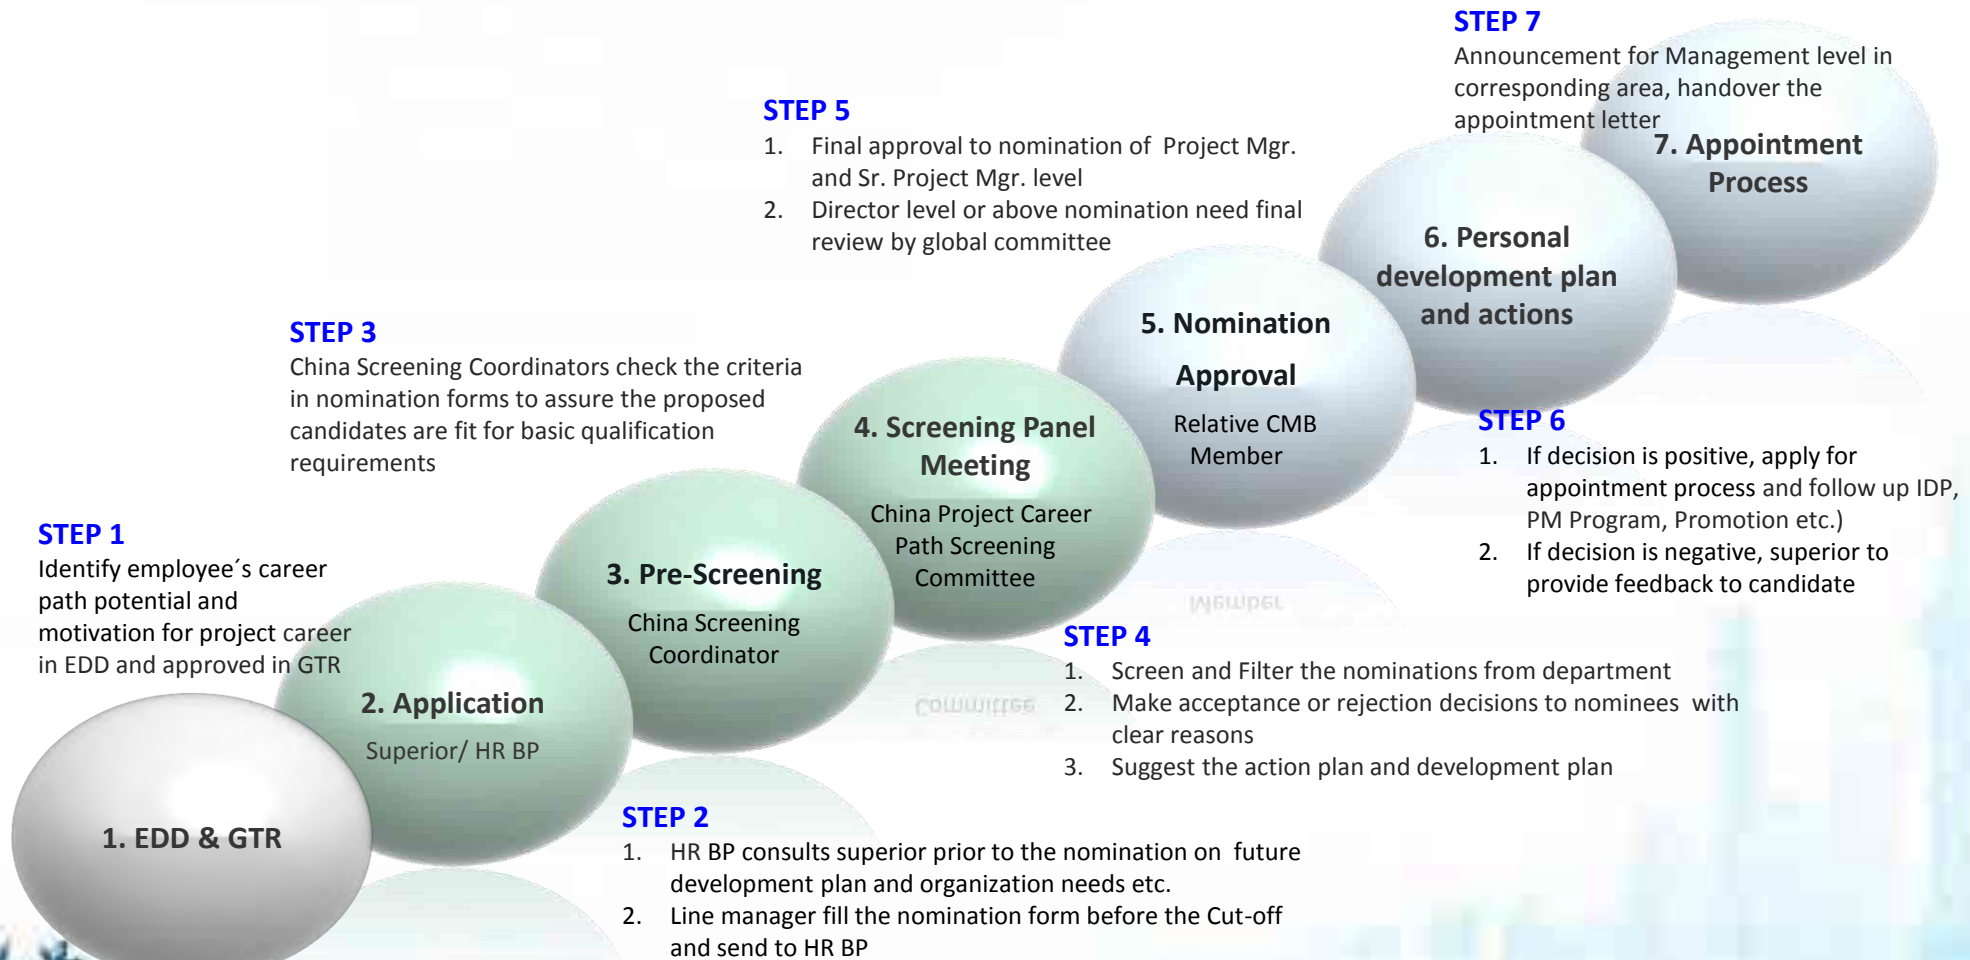 STEP 7
Announcement for Management level in
corresponding area, handover the
appointment letter
7. Appointment
Process
STEP 5
1. Final approval to nomination of Project Mgr.
and Sr. Project Mgr. level
2. Director level or above nomination need final
review by global committee
6. Personal
development plan
and actions
5. Nomination
Approval
Relative CMB
Member
STEP 3
China Screening Coordinators check the criteria
in nomination forms to assure the proposed
candidates are fit for basic qualification
requirements
4. Screening Panel
Meeting
China Project Career
Path Screening
Committee
STEP 6
1. If decision is positive, apply for
appointment process and follow up IDP,
PM Program, Promotion etc.)
2. If decision is negative, superior to
provide feedback to candidate
STEP 1
Identify employee´s career
path potential and
motivation for project career
in EDD and approved in GTR
3. Pre-Screening
China Screening
Coordinator
Member
STEP 4
1. Screen and Filter the nominations from department
2. Make acceptance or rejection decisions to nominees with
clear reasons
3. Suggest the action plan and development plan
Committee
2. Application
Superior/ HR BP
1. EDD & GTR
STEP 2
1. HR BP consults superior prior to the nomination on future
development plan and organization needs etc.
2. Line manager fill the nomination form before the Cut-off
and send to HR BP